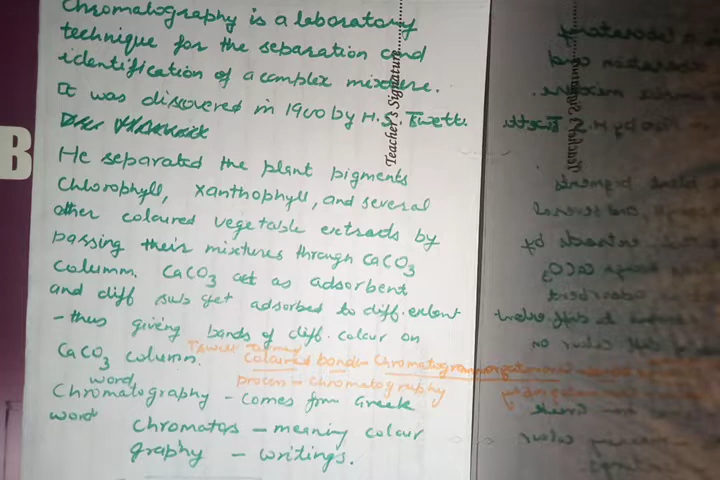 Chromatography is a laboratory
technique for the separation and
identification of a complex mixture.
It was discovered in 1900 by H.S. Twett.
He separated the plant pigments
chlorophyll, xanthophyll, and several
other coloured vegetable extracts by
passing their mixtures through CaCO3
column. CaCO3 act as adsorbent
and diff subs get adsorbed to diff. extent
- thus giving bands of diff. colour on
CaCO3 column.
coloured bands - Chromatogram
process - chromatography
word
Chromatography - comes from Greek
word
chromatos - meaning colour
graphy - writings.
Teacher's Signature
B